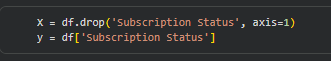 X = df.drop('Subscription Status', axis=1)
y = df['Subscription Status']